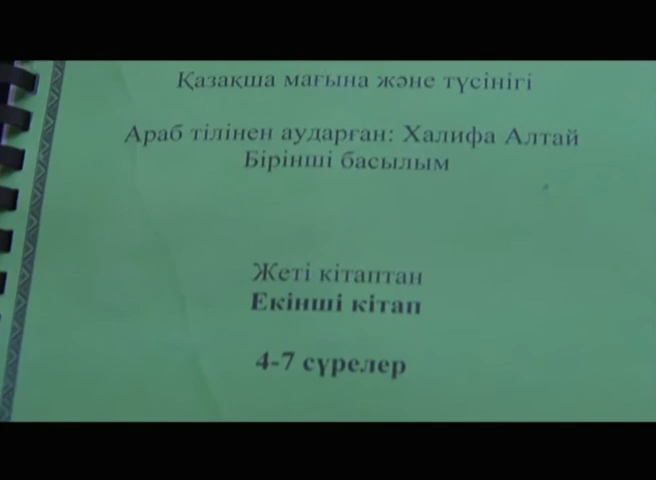 Қазақша мағына және түсінігі
Араб тілінен аударған: Халифа Алтай
Бірінші басылым
Жеті кітаптан
Екінші кітап
4-7 сүрелер